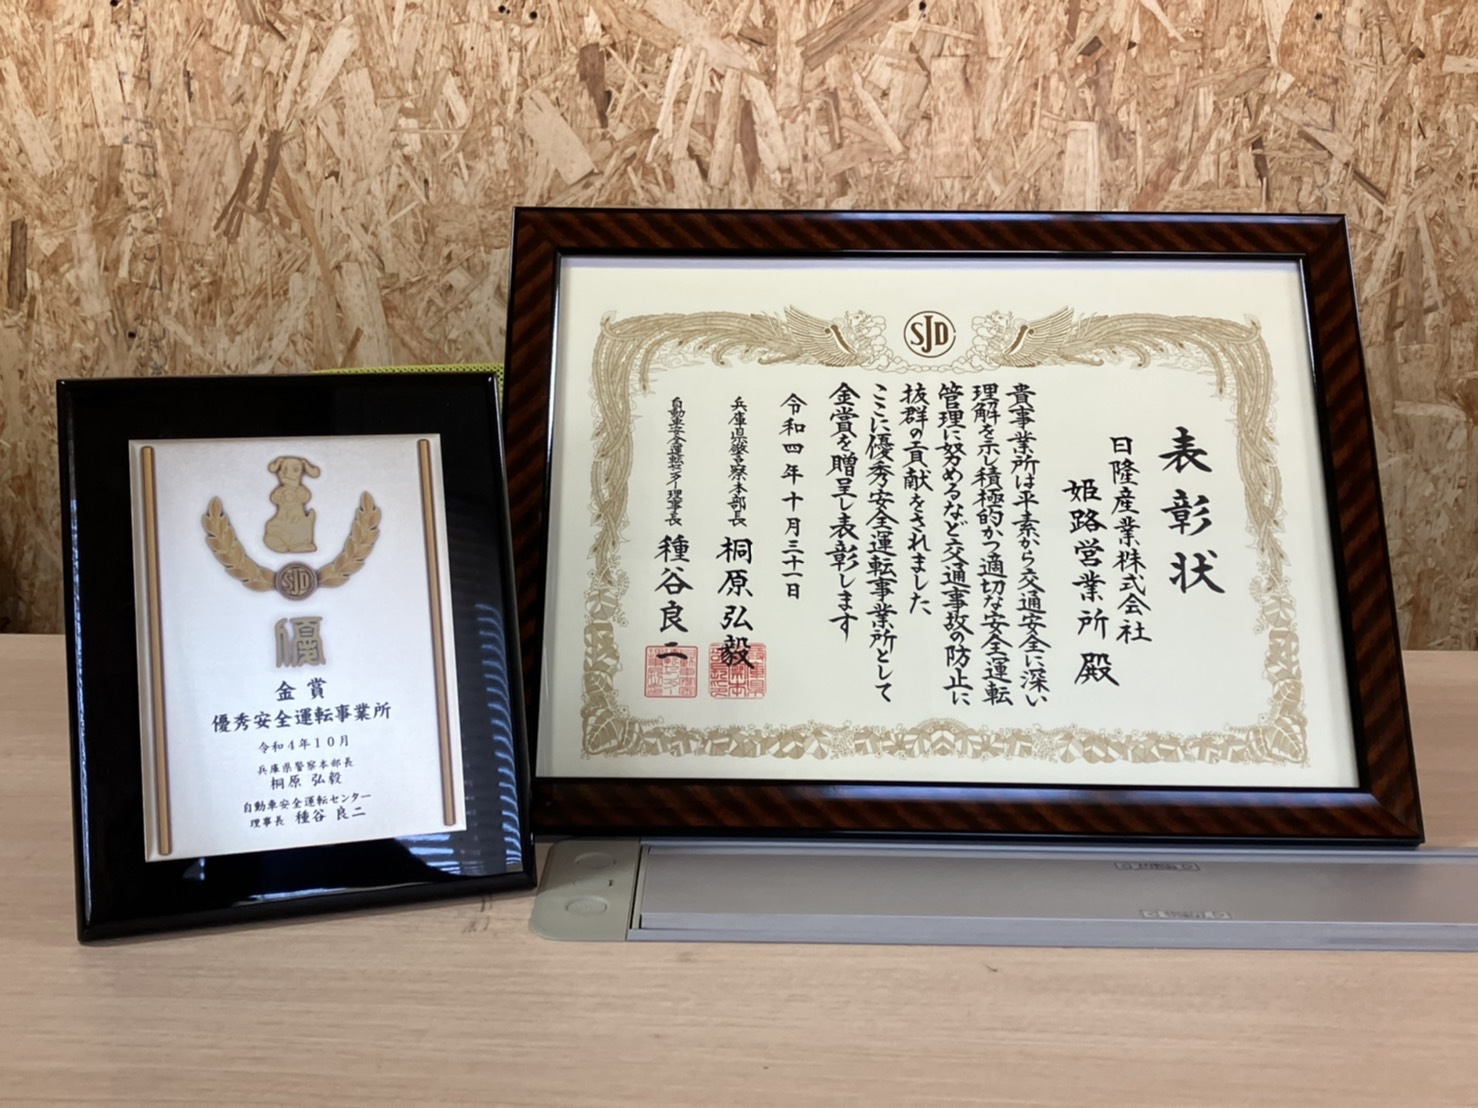 SJD
優
金賞
優秀安全運転事業所
令和4年10月
兵庫県警察本部長
桐原 弘毅
自動車安全運転センター
理事長 種谷 良二
SJD
表彰状
日隆産業株式会社
姫路営業所 殿
貴事業所は平素から交通安全に深い
理解を示し積極的かつ適切な安全運転
管理に努めるなど交通事故の防止に
抜群の貢献をされました
ここに優秀安全運転事業所として
金賞を贈呈し表彰します
令和四年十月三十一日
兵庫県警察本部長 桐原弘毅
自動車安全運転センター理事長 種谷良二